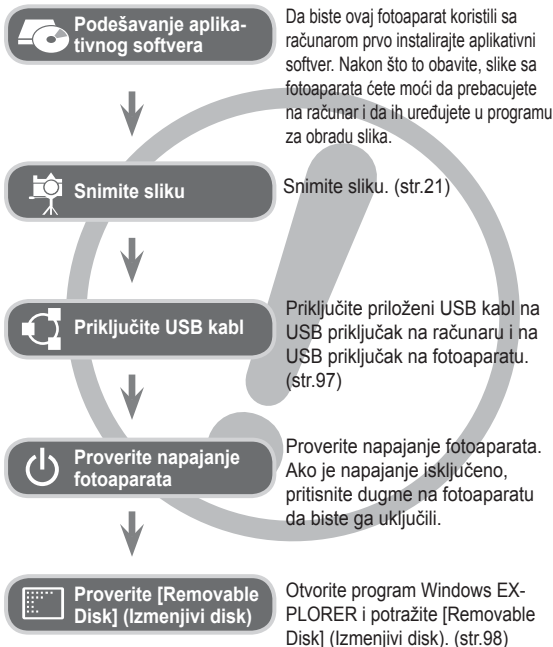 Podešavanje aplika-
tivnog softvera
Da biste ovaj fotoaparat koristili sa
računarom prvo instalirajte aplikativni
softver. Nakon što to obavite, slike sa
fotoaparata ćete moći da prebacujete
na računar i da ih uređujete u programu
za obradu slika.
Snimite sliku
Snimite sliku. (str.21)
Priključite USB kabl
Priključite priloženi USB kabl na
USB priključak na računaru i na
USB priključak na fotoaparatu.
(str.97)
Proverite napajanje
fotoaparata
Proverite napajanje fotoaparata.
Ako je napajanje isključeno,
pritisnite dugme na fotoaparatu
da biste ga uključili.
Proverite [Removable
Disk] (Izmenjivi disk)
Otvorite program Windows EX-
PLORER i potražite [Removable
Disk] (Izmenjivi disk). (str.98)